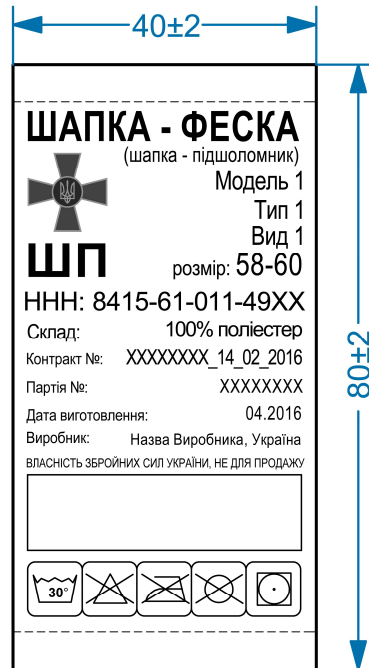 40±2
ШАПКА - ФЕСКА
(шапка - підшоломник)
Модель 1
Тип 1
Вид 1
ШП розмір: 58-60
ННН: 8415-61-011-49XX
Склад: 100% поліестер
Контракт №: XXXXXXXX_14_02_2016
Партія №: XXXXXXXX
Дата виготовлення: 04.2016
Виробник: Назва Виробника, Україна
ВЛАСНІСТЬ ЗБРОЙНИХ СИЛ УКРАЇНИ, НЕ ДЛЯ ПРОДАЖУ
30°
80±2